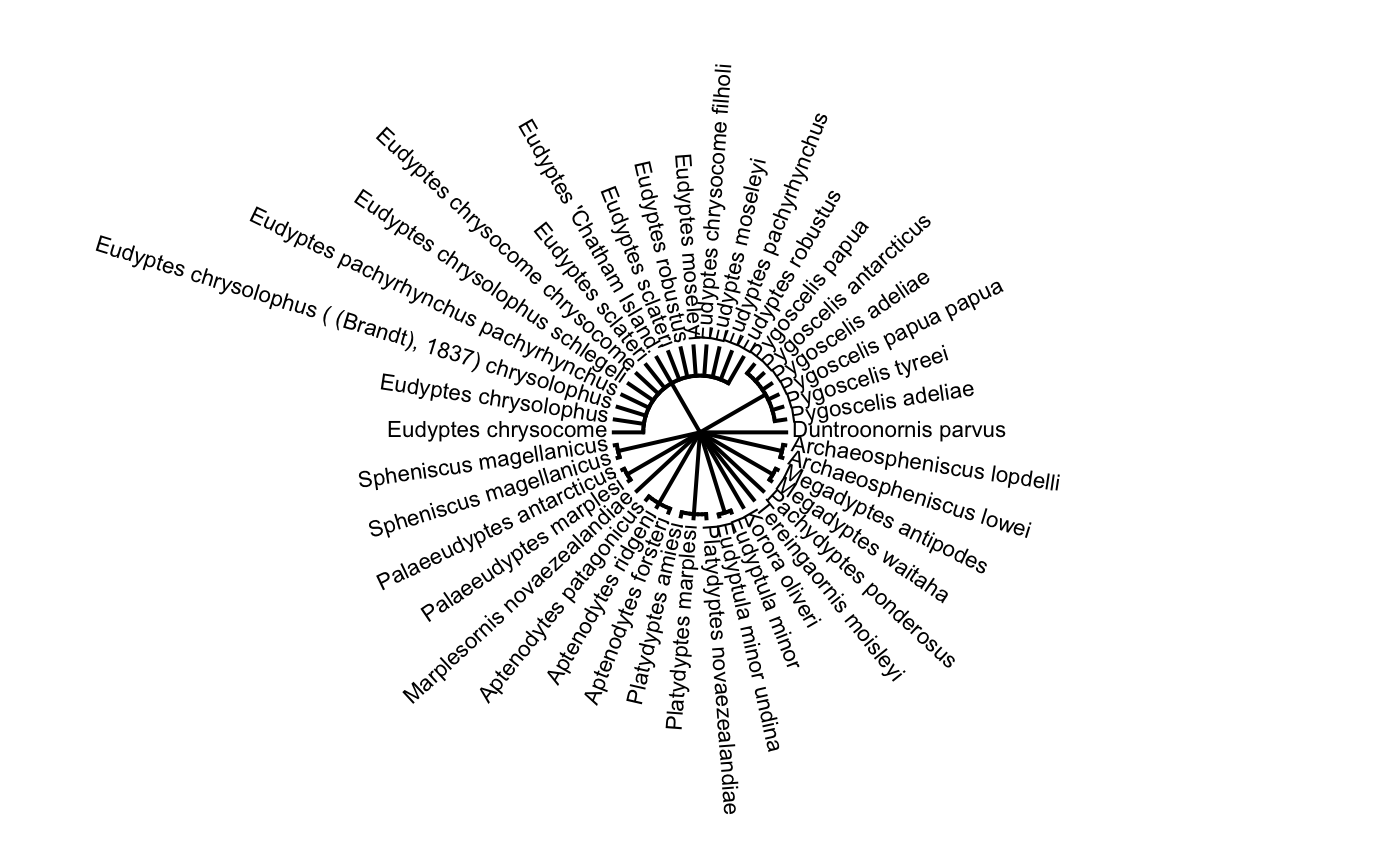 Eudyptes chrysocome filholi
Eudyptes moseleyi
Eudyptes pachyrhynchus
Eudyptes robustus
Pygoscelis papua
Pygoscelis antarcticus
Pygoscelis adeliae
Pygoscelis papua papua
Pygoscelis tyreei
Pygoscelis adeliae
Duntroonornis parvus
Archaeospheniscus lopdelli
Archaeospheniscus lowei
Megadyptes antipodes
Megadyptes waitaha
Pachydyptes ponderosus
Tereingaornis moisleyi
Korora oliveri
Eudyptula minor
Eudyptula minor undina
Platydyptes novaezealandiae
Platydyptes marplesi
Platydyptes amiesi
Aptenodytes forsteri
Aptenodytes ridgeni
Aptenodytes patagonicus
Marplesornis novaezealandiae
Palaeeudyptes marplesi
Palaeeudyptes antarcticus
Spheniscus magellanicus
Spheniscus magellanicus
Eudyptes chrysocome
Eudyptes chrysolophus
Eudyptes chrysolophus ( (Brandt), 1837) chrysolophus
Eudyptes pachyrhynchus pachyrhynchus
Eudyptes chrysolophus schlegeli
Eudyptes chrysocome chrysocome
Eudyptes sclateri
Eudyptes 'Chatham Island'
Eudyptes sclateri
Eudyptes robustus
Eudyptes moseleyi